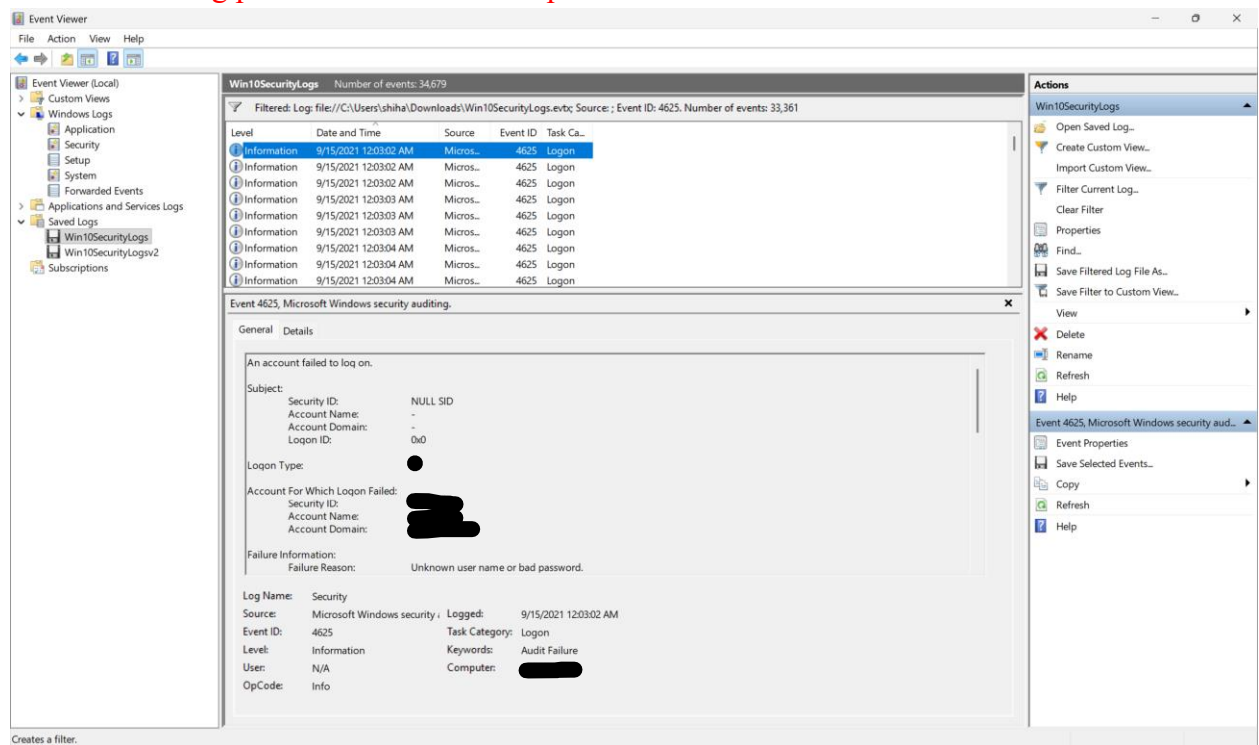 Event Viewer
File Action View Help
Event Viewer (Local)
Custom Views
Windows Logs
Application
Security
Setup
System
Forwarded Events
Applications and Services Logs
Saved Logs
Win10SecurityLogs
Win10SecurityLogsv2
Subscriptions
Win10SecurityLogs Number of events: 34,679
Filtered: Log: file://C:\Users\shiha\Downloads\Win10SecurityLogs.evtx; Source: ; Event ID: 4625. Number of events: 33,361
Level Date and Time Source Event ID Task Ca...
Information 9/15/2021 12:03:02 AM Micros... 4625 Logon
Information 9/15/2021 12:03:02 AM Micros... 4625 Logon
Information 9/15/2021 12:03:02 AM Micros... 4625 Logon
Information 9/15/2021 12:03:03 AM Micros... 4625 Logon
Information 9/15/2021 12:03:03 AM Micros... 4625 Logon
Information 9/15/2021 12:03:03 AM Micros... 4625 Logon
Information 9/15/2021 12:03:04 AM Micros... 4625 Logon
Information 9/15/2021 12:03:04 AM Micros... 4625 Logon
Information 9/15/2021 12:03:04 AM Micros... 4625 Logon
Event 4625, Microsoft Windows security auditing.
General Details
An account failed to log on.
Subject:
Security ID: NULL SID
Account Name: -
Account Domain: -
Logon ID: 0x0
Logon Type:
Account For Which Logon Failed:
Security ID:
Account Name:
Account Domain:
Failure Information:
Failure Reason: Unknown user name or bad password.
Log Name: Security
Source: Microsoft Windows security Logged: 9/15/2021 12:03:02 AM
Event ID: 4625 Task Category: Logon
Level: Information Keywords: Audit Failure
User: N/A Computer:
OpCode: Info
Actions
Win10SecurityLogs
Open Saved Log...
Create Custom View...
Import Custom View...
Filter Current Log...
Clear Filter
Properties
Find...
Save Filtered Log File As...
Save Filter to Custom View...
View
Delete
Rename
Refresh
Help
Event 4625, Microsoft Windows security aud...
Event Properties
Save Selected Events...
Copy
Refresh
Help
Creates a filter.